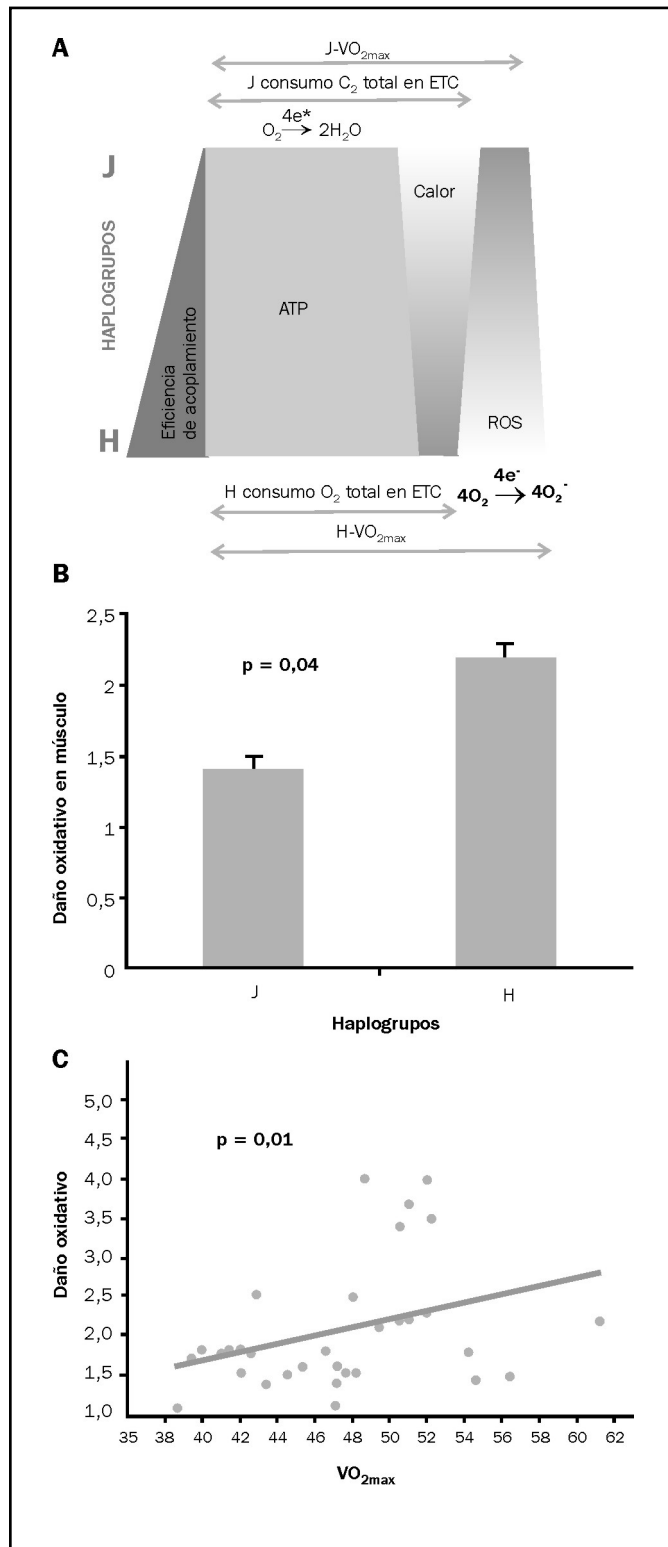 A
J-VO₂max
J consumo C₂ total en ETC
4e*
O₂ → 2H₂O
J
HAPLOGRUPOS
H
Eficiencia
de acoplamiento
ATP
Calor
ROS
H consumo O₂ total en ETC
4e⁻
4O₂ → 4O₂⁻
H-VO₂max
B
Daño oxidativo en músculo
2,5
2
1,5
1
0,5
0
p = 0,04
J
H
Haplogrupos
C
Daño oxidativo
5,0
4,5
4,0
3,5
3,0
2,5
2,0
1,5
1,0
p = 0,01
35 38 40 42 44 46 48 50 52 54 56 58 60 62
VO₂max